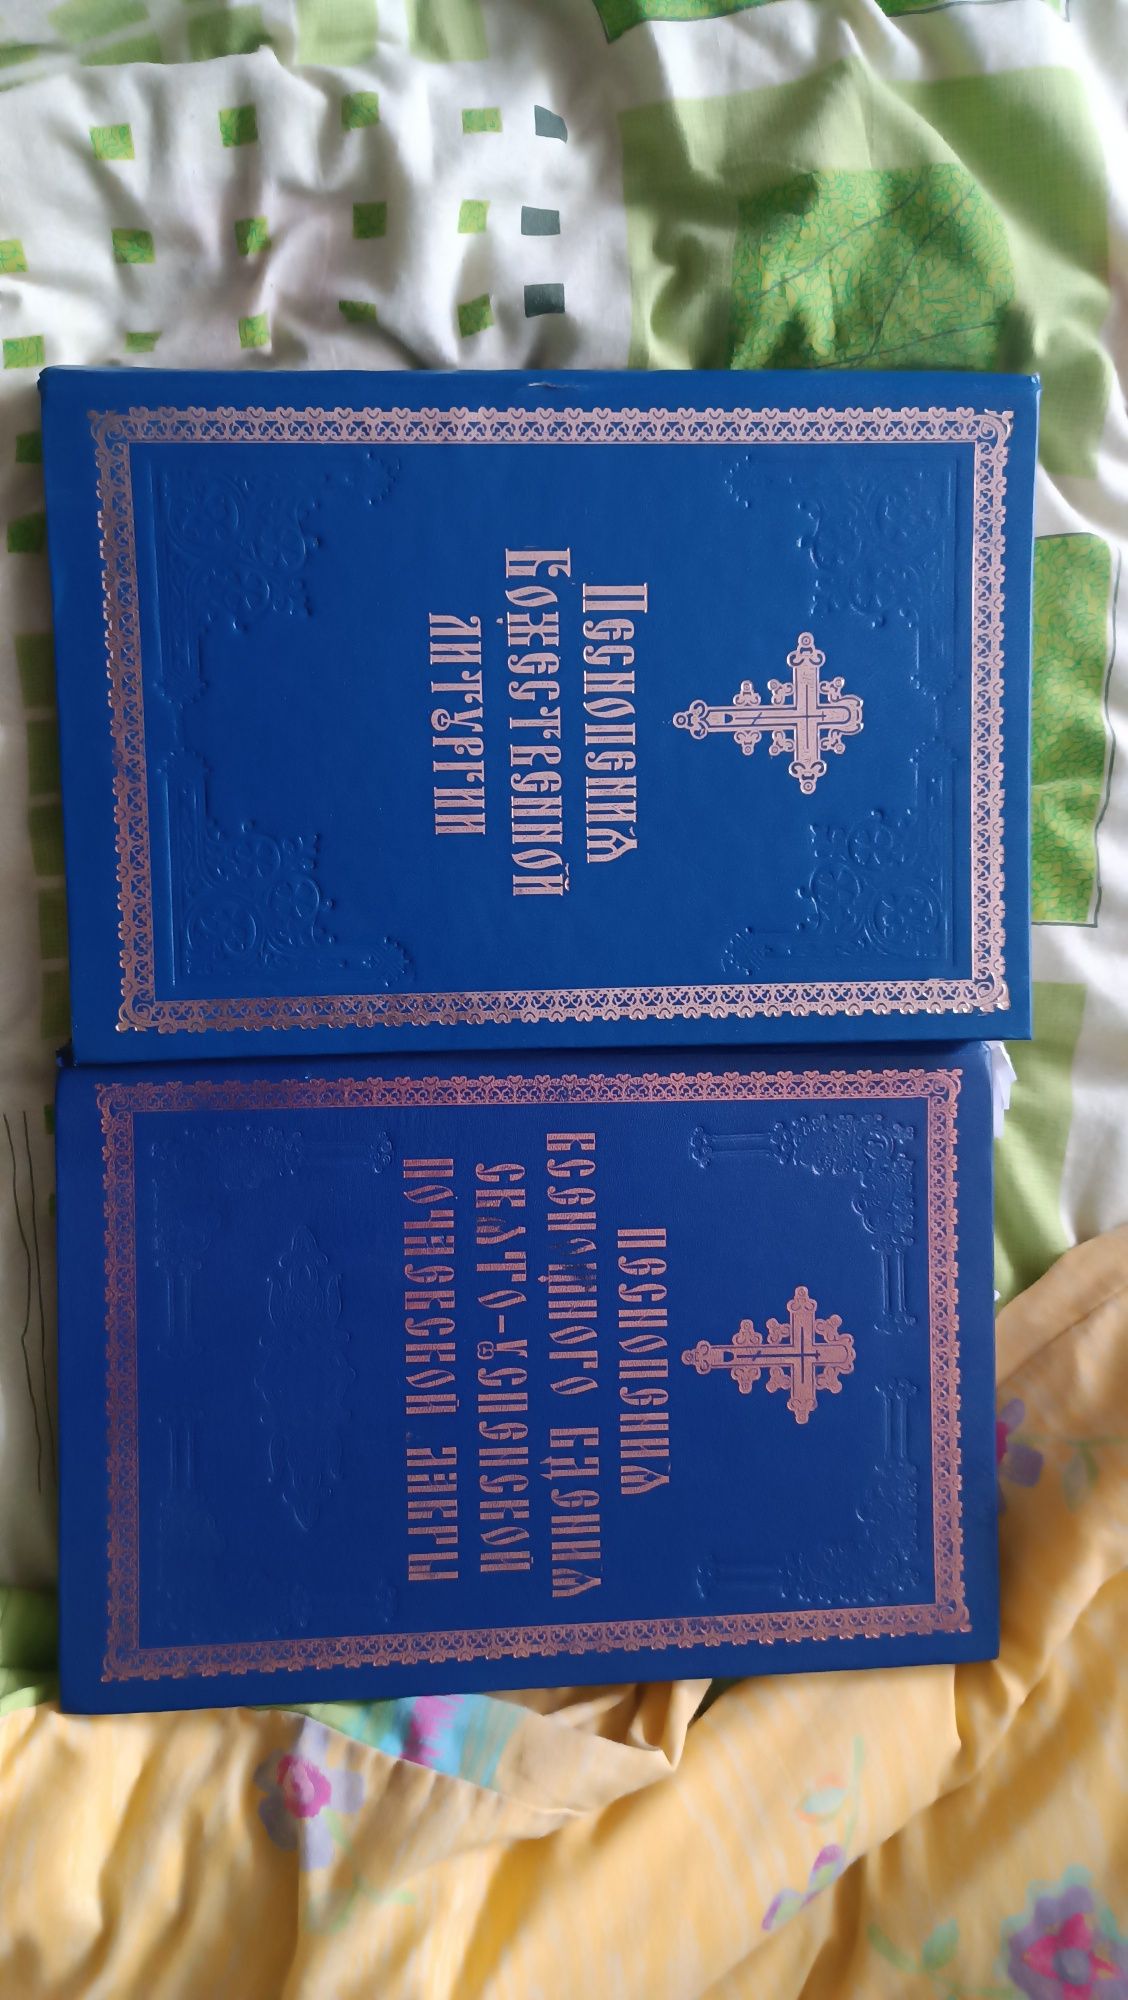 Песнопения
Божественной
литургии
Песнопения
всенощного бдения
Свято-Успенской
Почаевской лавры